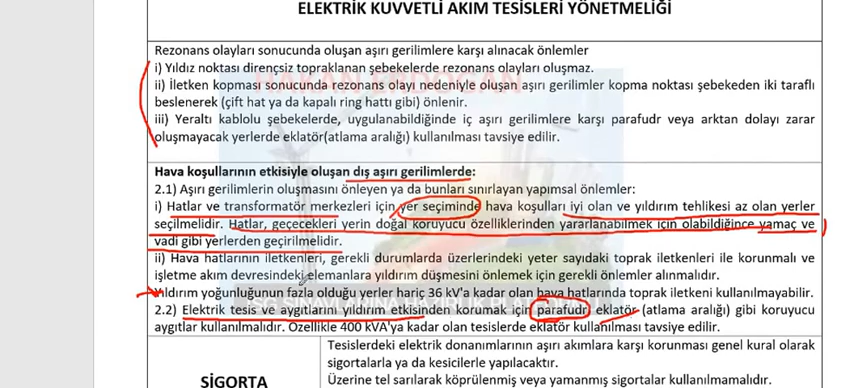 ELEKTRİK KUVVETLİ AKIM TESİSLERİ YÖNETMELİĞİ
Rezonans olayları sonucunda oluşan aşırı gerilimlere karşı alınacak önlemler
i) Yıldız noktası dirençsiz topraklanan şebekelerde rezonans olayları oluşmaz.
HAKAN ERDOĞAN
ii) İletken kopması sonucunda rezonans olayı nedeniyle oluşan aşırı gerilimler kopma noktası şebekeden iki taraflı
beslenerek (çift hat ya da kapalı ring hattı gibi) önlenir.
iii) Yeraltı kablolu şebekelerde, uygulanabildiğinde iç aşırı gerilimlere karşı parafudr veya arktan dolayı zarar
oluşmayacak yerlerde eklatör(atlama aralığı) kullanılması tavsiye edilir.
Hava koşullarının etkisiyle oluşan dış aşırı gerilimlerde:
2.1) Aşırı gerilimlerin oluşmasını önleyen ya da bunları sınırlayan yapımsal önlemler:
i) Hatlar ve transformatör merkezleri için yer seçiminde hava koşulları iyi olan ve yıldırım tehlikesi az olan yerler
seçilmelidir. Hatlar, geçecekleri yerin doğal koruyucu özelliklerinden yararlanabilmek için olabildiğince yamaç ve
vadi gibi yerlerden geçirilmelidir.
ii) Hava hatlarının iletkenleri, gerekli durumlarda üzerlerindeki yeter sayıdaki toprak iletkenleri ile korunmalı ve
işletme akım devresindeki elemanlara yıldırım düşmesini önlemek için gerekli önlemler alınmalıdır.
Yıldırım yoğunluğunun fazla olduğu yerler hariç 36 kV'a kadar olan hava hatlarında toprak iletkeni kullanılmayabilir.
İSG SINAVLARINA HAZIRLIK PLATFORMU
2.2) Elektrik tesis ve aygıtlarını yıldırım etkisinden korumak için parafudr eklatör (atlama aralığı) gibi koruyucu
aygıtlar kullanılmalıdır. Özellikle 400 kVA'ya kadar olan tesislerde eklatör kullanılması tavsiye edilir.
Tesislerdeki elektrik donanımlarının aşırı akımlara karşı korunması genel kural olarak
sigortalarla ya da kesicilerle yapılacaktır.
SİGORTA
Üzerine tel sarılarak köprülenmiş veya yamanmış sigortalar kullanılmamalıdır.